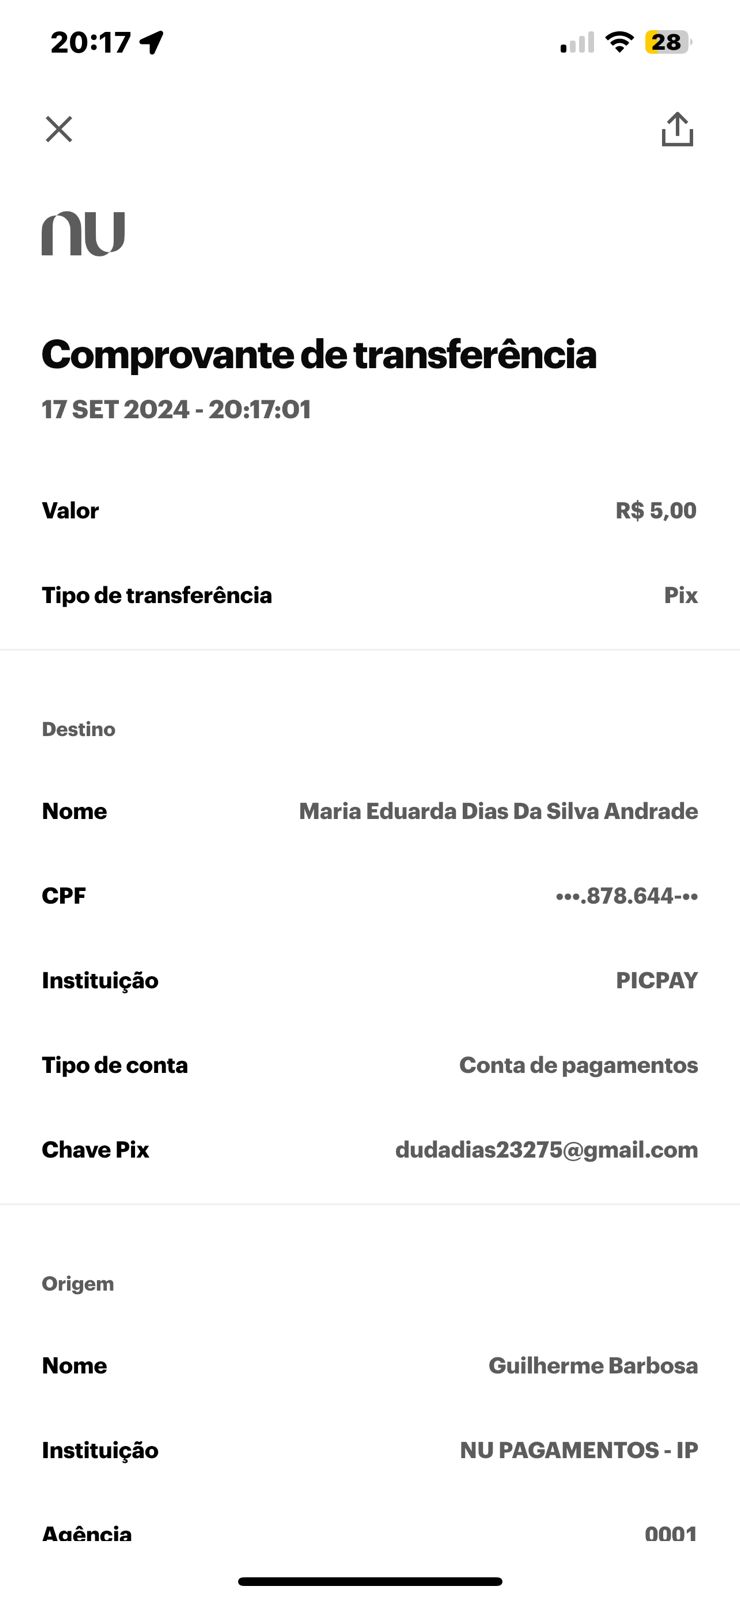 20:17
28
nu
Comprovante de transferência
17 SET 2024 - 20:17:01
Valor R$ 5,00
Tipo de transferência Pix
Destino
Nome Maria Eduarda Dias Da Silva Andrade
CPF •••.878.644-••
Instituição PICPAY
Tipo de conta Conta de pagamentos
Chave Pix dudadias23275@gmail.com
Origem
Nome Guilherme Barbosa
Instituição NU PAGAMENTOS - IP
Agência 0001